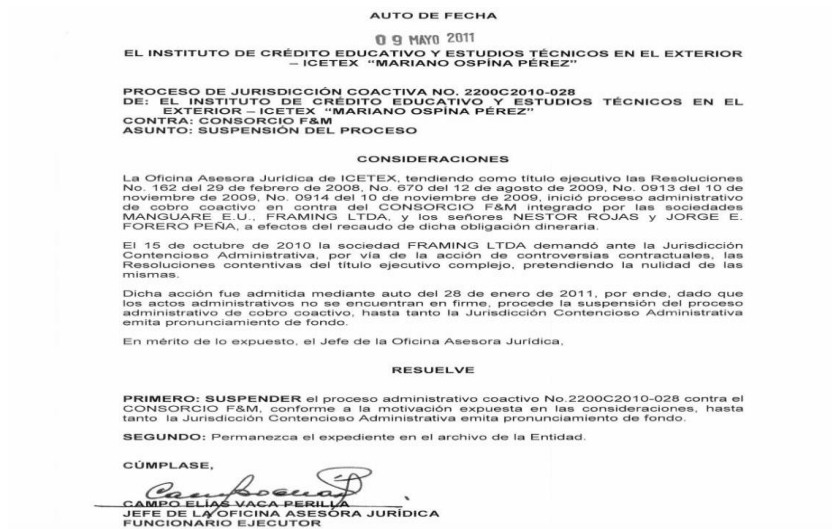 AUTO DE FECHA
09 MAYO 2011
EL INSTITUTO DE CRÉDITO EDUCATIVO Y ESTUDIOS TÉCNICOS EN EL EXTERIOR
– ICETEX "MARIANO OSPÍNA PÉREZ"
PROCESO DE JURISDICCIÓN COACTIVA NO. 2200C2010-028
DE: EL INSTITUTO DE CRÉDITO EDUCATIVO Y ESTUDIOS TÉCNICOS EN EL
EXTERIOR – ICETEX "MARIANO OSPÍNA PÉREZ"
CONTRA: CONSORCIO F&M
ASUNTO: SUSPENSIÓN DEL PROCESO
CONSIDERACIONES
La Oficina Asesora Jurídica de ICETEX, tendiendo como título ejecutivo las Resoluciones
No. 162 del 29 de febrero de 2008, No. 670 del 12 de agosto de 2009, No. 0913 del 10 de
noviembre de 2009, No. 0914 del 10 de noviembre de 2009, inició proceso administrativo
de cobro coactivo en contra del CONSORCIO F&M integrado por las sociedades
MANGUARE E.U., FRAMING LTDA, y los señores NESTOR ROJAS y JORGE E.
FORERO PEÑA, a efectos del recaudo de dicha obligación dineraria.
El 15 de octubre de 2010 la sociedad FRAMING LTDA demandó ante la Jurisdicción
Contencioso Administrativa, por vía de la acción de controversias contractuales, las
Resoluciones contentivas del título ejecutivo complejo, pretendiendo la nulidad de las
mismas.
Dicha acción fue admitida mediante auto del 28 de enero de 2011, por ende, dado que
los actos administrativos no se encuentran en firme, procede la suspensión del proceso
administrativo de cobro coactivo, hasta tanto la Jurisdicción Contencioso Administrativa
emita pronunciamiento de fondo.
En mérito de lo expuesto, el Jefe de la Oficina Asesora Jurídica,
RESUELVE
PRIMERO: SUSPENDER el proceso administrativo coactivo No.2200C2010-028 contra el
CONSORCIO F&M, conforme a la motivación expuesta en las consideraciones, hasta
tanto la Jurisdicción Contencioso Administrativa emita pronunciamiento de fondo.
SEGUNDO: Permanezca el expediente en el archivo de la Entidad.
CÚMPLASE,
CAMPO ELÍAS VACA PERILLA
JEFE DE LA OFICINA ASESORA JURÍDICA
FUNCIONARIO EJECUTOR